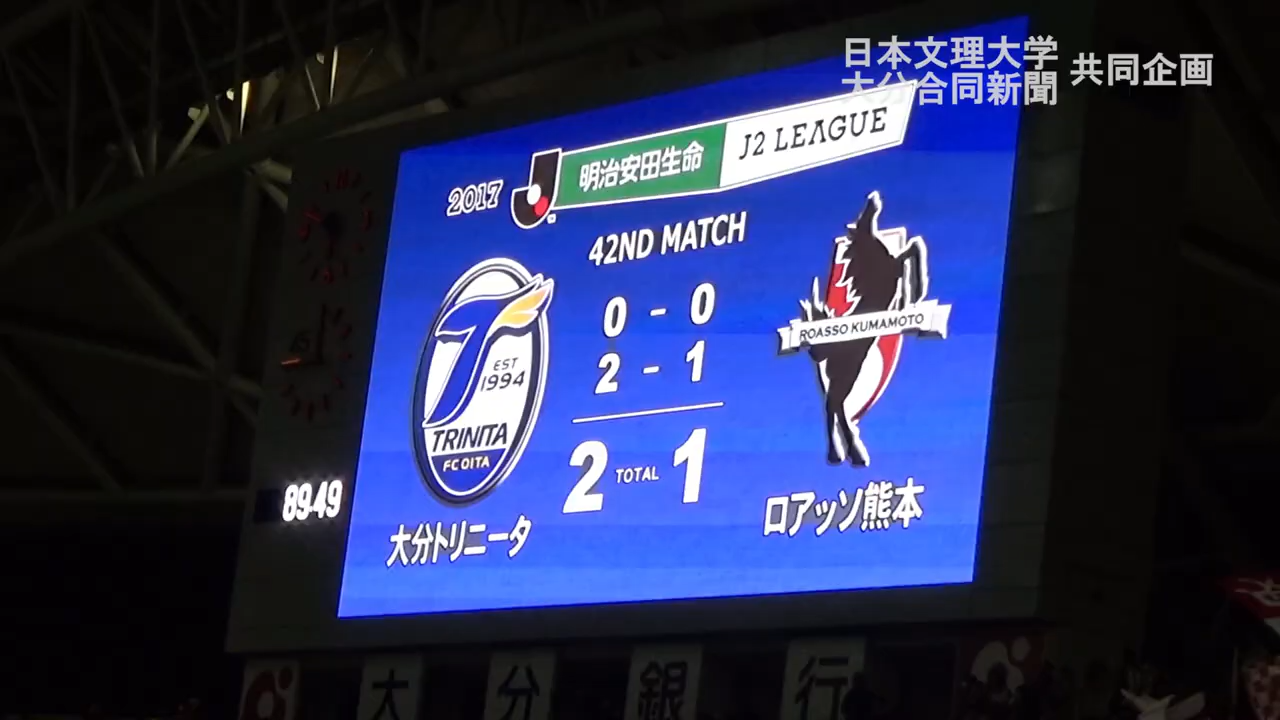 日本文理大学
大分合同新聞
共同企画
2017
明治安田生命
J2 LEAGUE
42ND MATCH
0 - 0
2 - 1
2 TOTAL 1
EST
1994
TRINITA
FC OITA
ROASSO KUMAMOTO
89:49
大分トリニータ
ロアッソ熊本
大分銀行